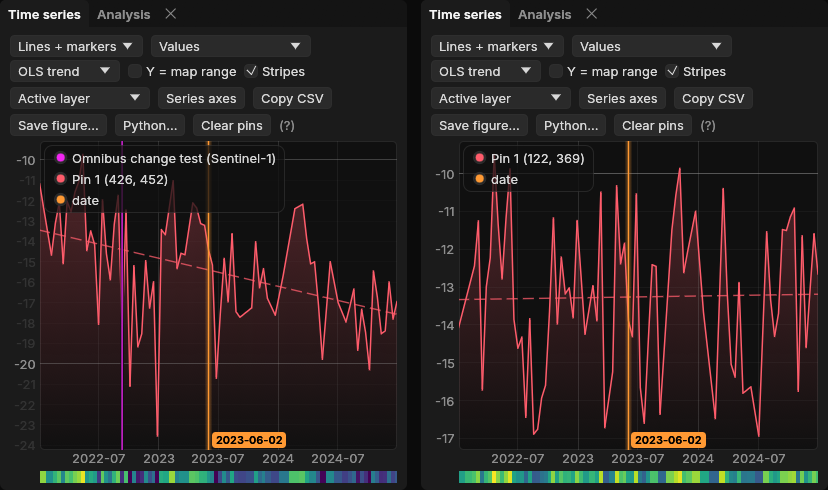 Time series Analysis
Lines + markers Values
OLS trend Y = map range Stripes
Active layer Series axes Copy CSV
Save figure... Python... Clear pins (?)
Omnibus change test (Sentinel-1)
Pin 1 (426, 452)
date
-10
-11
-12
-13
-14
-15
-16
-17
-18
-19
-20
-21
-22
-23
-24
2023-06-02
2022-07 2023 2023-07 2024 2024-07
Time series Analysis
Lines + markers Values
OLS trend Y = map range Stripes
Active layer Series axes Copy CSV
Save figure... Python... Clear pins (?)
Pin 1 (122, 369)
date
-10
-11
-12
-13
-14
-15
-16
-17
2023-06-02
2022-07 2023 2023-07 2024 2024-07